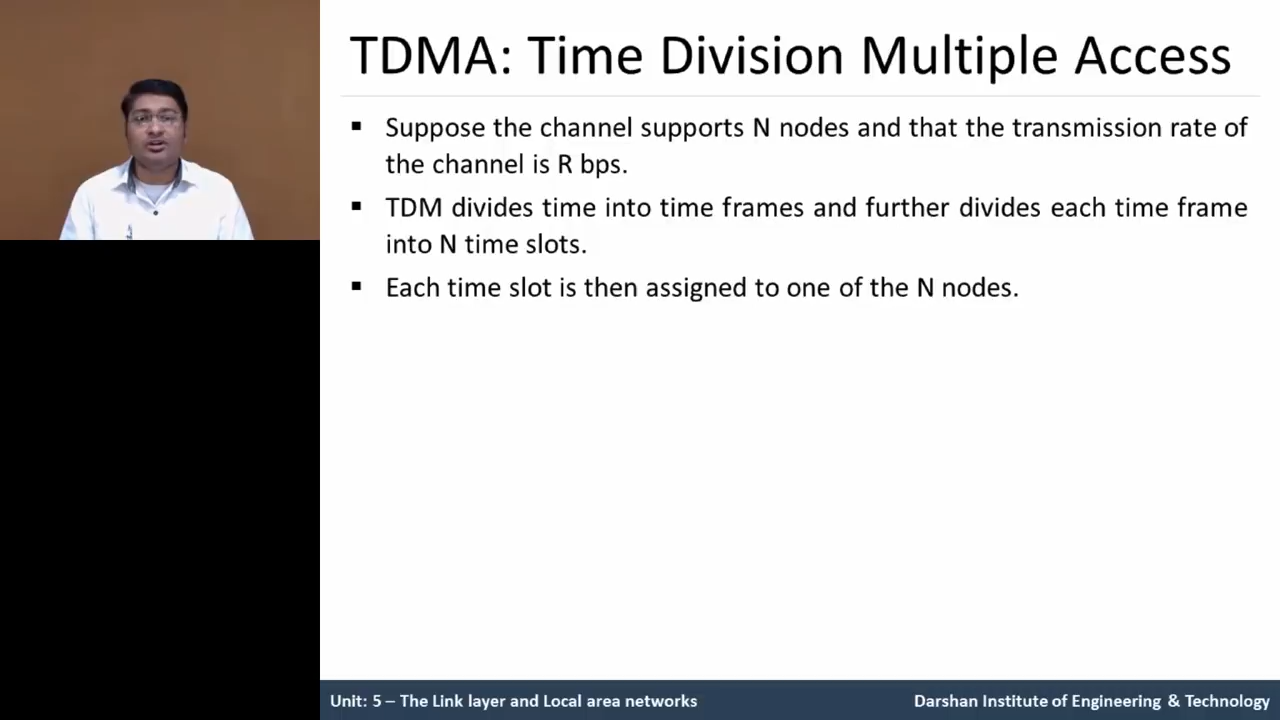 TDMA: Time Division Multiple Access
▪ Suppose the channel supports N nodes and that the transmission rate of
the channel is R bps.
▪ TDM divides time into time frames and further divides each time frame
into N time slots.
▪ Each time slot is then assigned to one of the N nodes.
Unit: 5 – The Link layer and Local area networks
Darshan Institute of Engineering & Technology